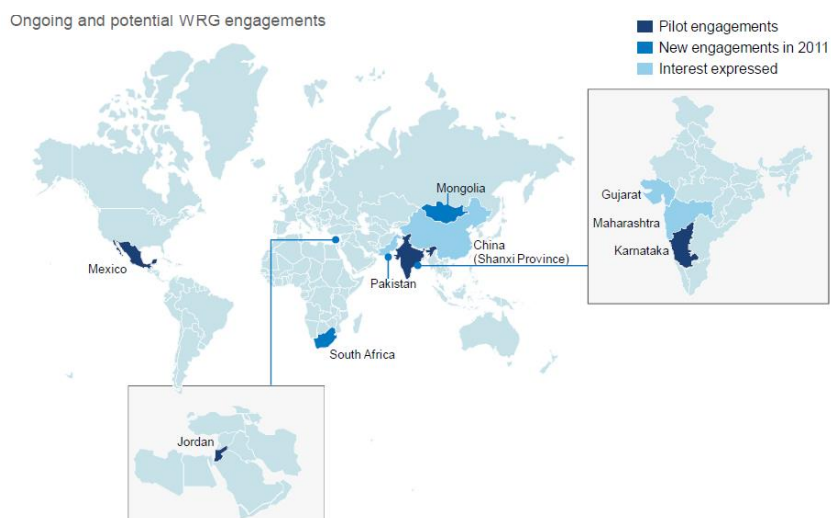 Ongoing and potential WRG engagements
Pilot engagements
New engagements in 2011
Interest expressed
Mongolia
Gujarat
Maharashtra
Karnataka
China
(Shanxi Province)
Mexico
Pakistan
South Africa
Jordan